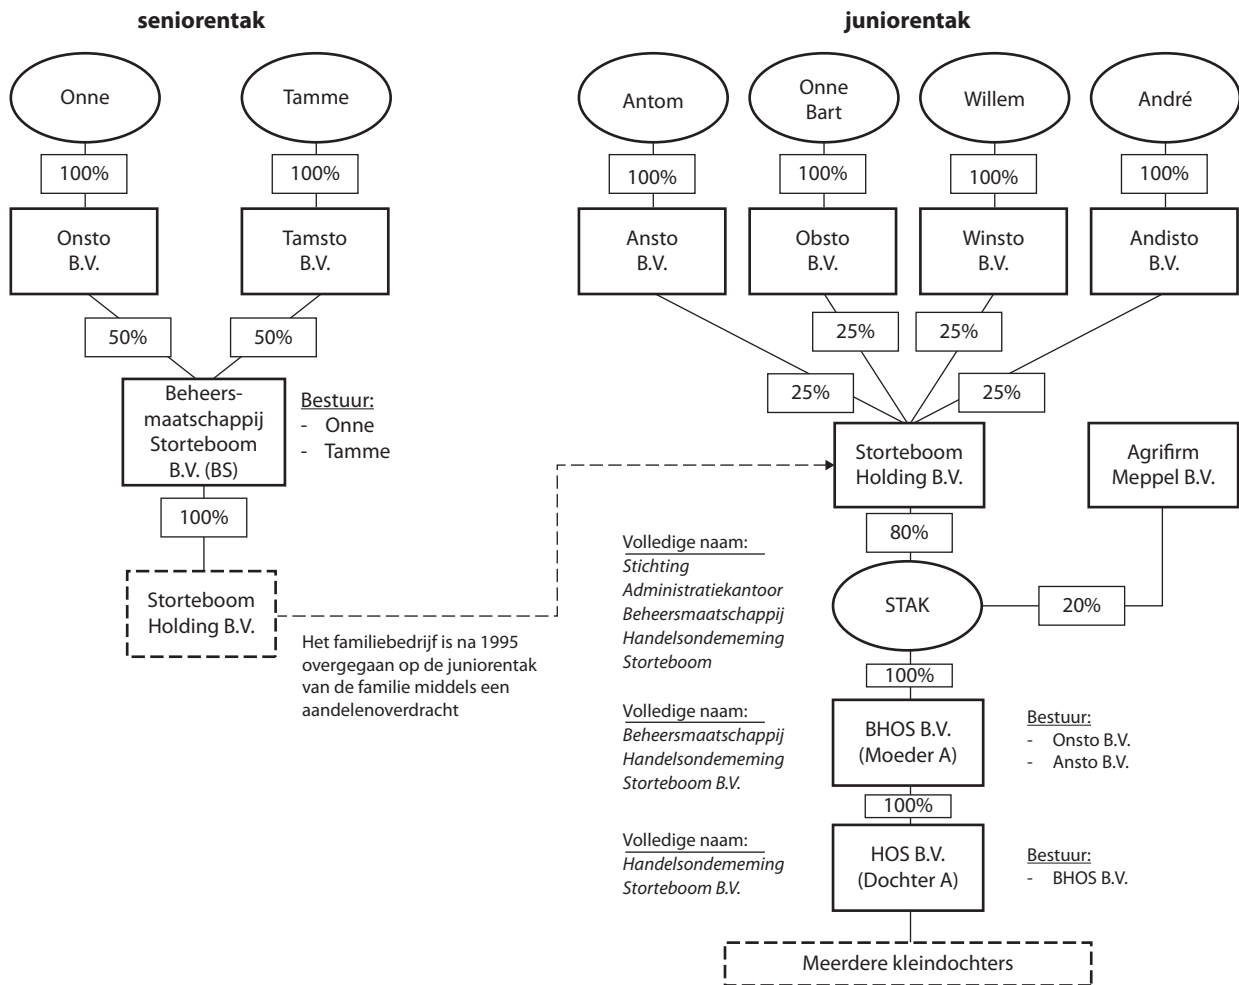 seniorentak
juniorentak
Onne
Tamme
Antom
Onne
Bart
Willem
André
100%
100%
100%
100%
100%
100%
Onsto
B.V.
Tamsto
B.V.
Ansto
B.V.
Obsto
B.V.
Winsto
B.V.
Andisto
B.V.
50%
50%
25%
25%
25%
25%
Beheers-
maatschappij
Storteboom
B.V. (BS)
Bestuur:
- Onne
- Tamme
100%
Storteboom
Holding B.V.
Het familiebedrijf is na 1995
overgegaan op de juniorentak
van de familie middels een
aandelenoverdracht
Storteboom
Holding B.V.
Agrifirm
Meppel B.V.
80%
Volledige naam:
Stichting
Administratiekantoor
Beheersmaatschappij
Handelsondememing
Storteboom
STAK
20%
100%
Volledige naam:
Beheersmaatschappij
Handelsondememing
Storteboom B.V.
BHOS B.V.
(Moeder A)
Bestuur:
- Onsto B.V.
- Ansto B.V.
100%
Volledige naam:
Handelsondememing
Storteboom B.V.
HOS B.V.
(Dochter A)
Bestuur:
- BHOS B.V.
Meerdere kleindochters